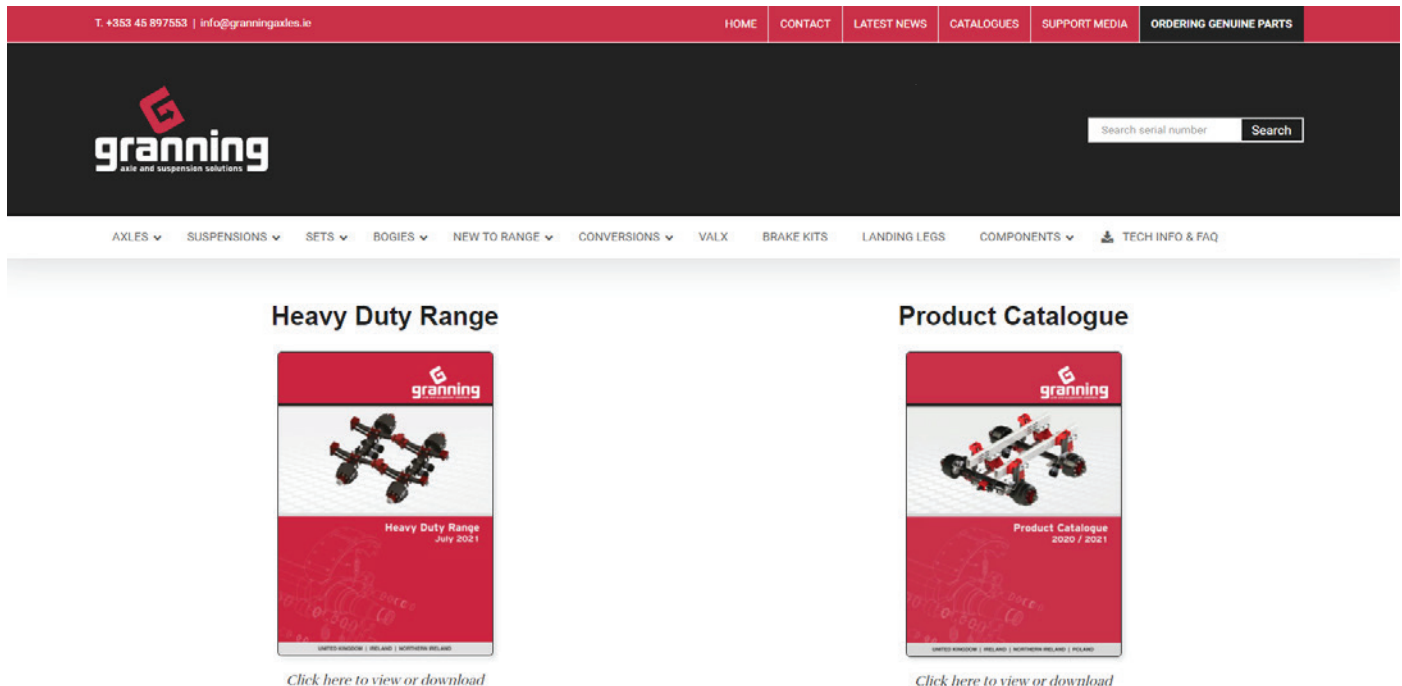 T. +353 45 897553 | info@granningaxles.ie
HOME CONTACT LATEST NEWS CATALOGUES SUPPORT MEDIA ORDERING GENUINE PARTS
granning
axle and suspension solutions
Search serial number Search
AXLES SUSPENSIONS SETS BOGIES NEW TO RANGE CONVERSIONS VALX BRAKE KITS LANDING LEGS COMPONENTS TECH INFO & FAQ
Heavy Duty Range
granning
Heavy Duty Range
July 2021
UNITED KINGDOM | IRELAND | NORTHERN IRELAND
Click here to view or download
Product Catalogue
granning
Product Catalogue
2020 / 2021
UNITED KINGDOM | IRELAND | NORTHERN IRELAND | POLAND
Click here to view or download